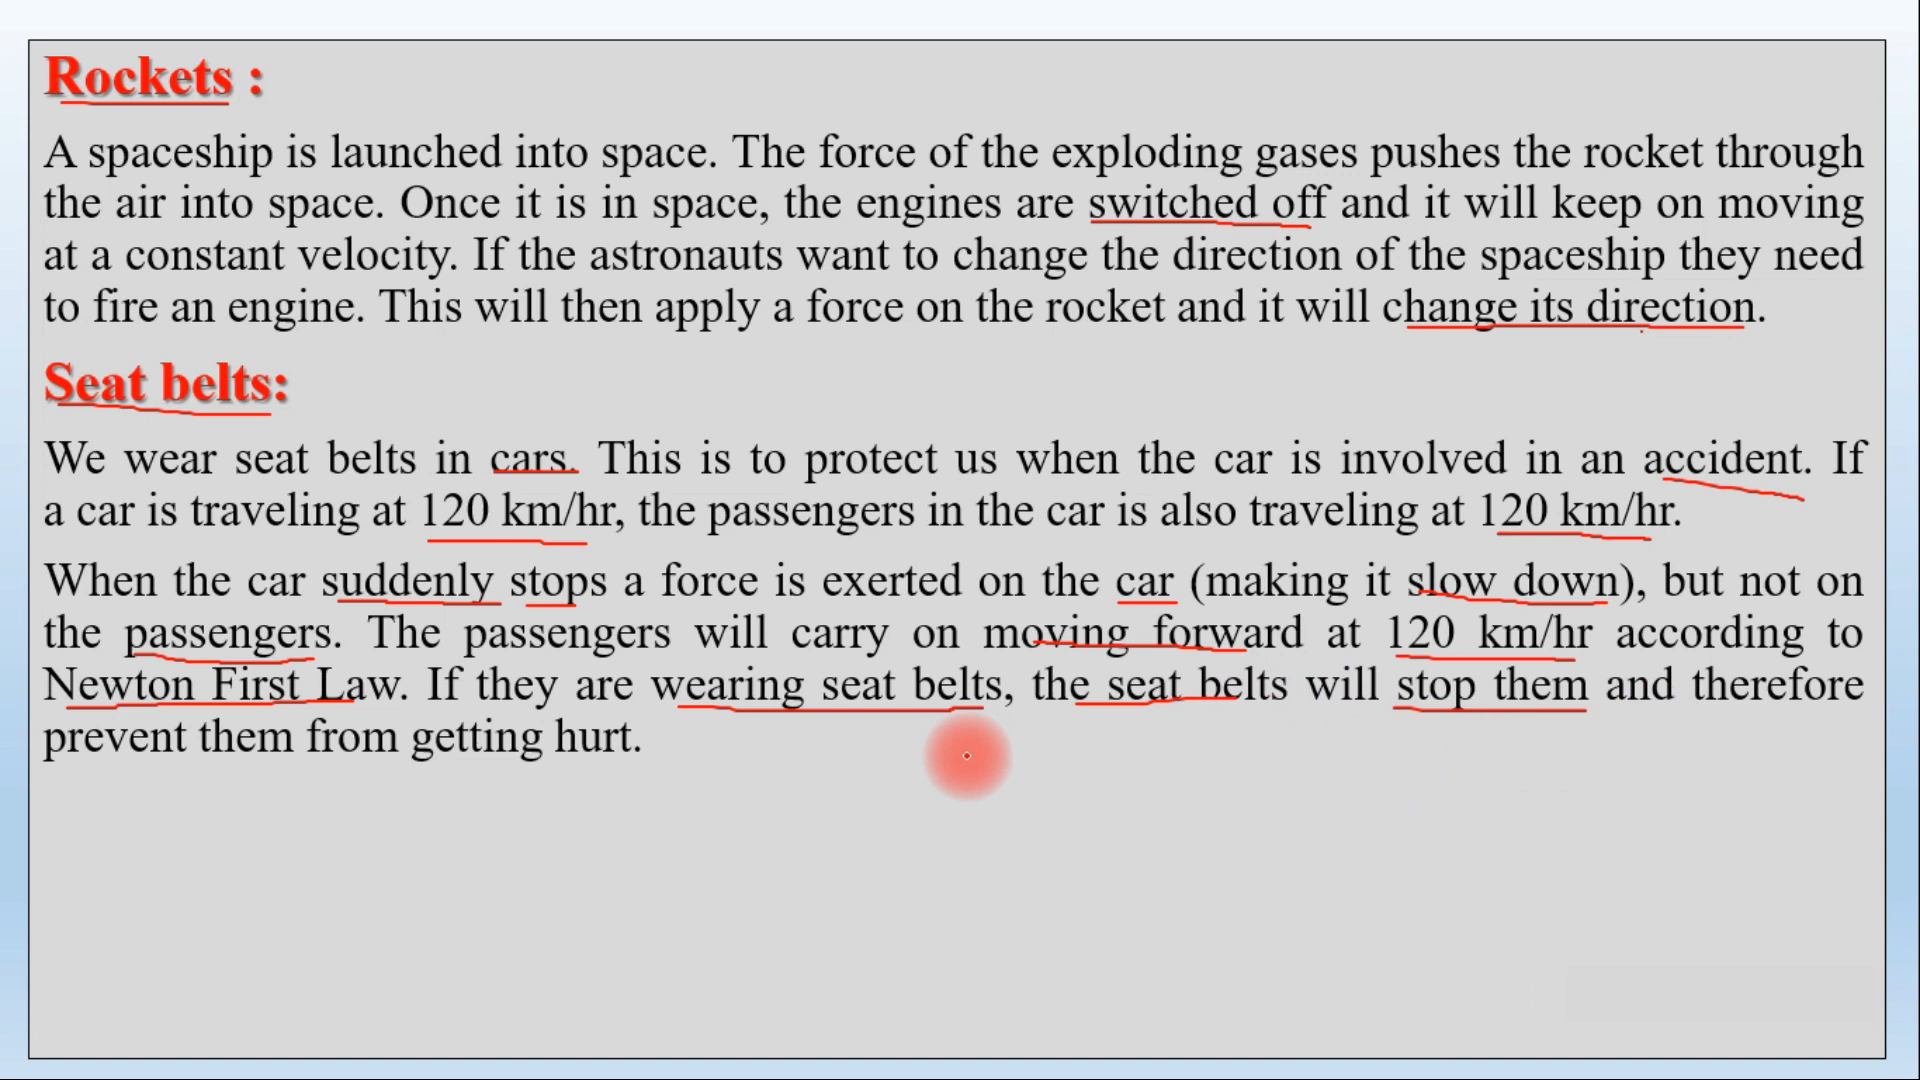 Rockets :
A spaceship is launched into space. The force of the exploding gases pushes the rocket through
the air into space. Once it is in space, the engines are switched off and it will keep on moving
at a constant velocity. If the astronauts want to change the direction of the spaceship they need
to fire an engine. This will then apply a force on the rocket and it will change its direction.
Seat belts:
We wear seat belts in cars. This is to protect us when the car is involved in an accident. If
a car is traveling at 120 km/hr, the passengers in the car is also traveling at 120 km/hr.
When the car suddenly stops a force is exerted on the car (making it slow down), but not on
the passengers. The passengers will carry on moving forward at 120 km/hr according to
Newton First Law. If they are wearing seat belts, the seat belts will stop them and therefore
prevent them from getting hurt.